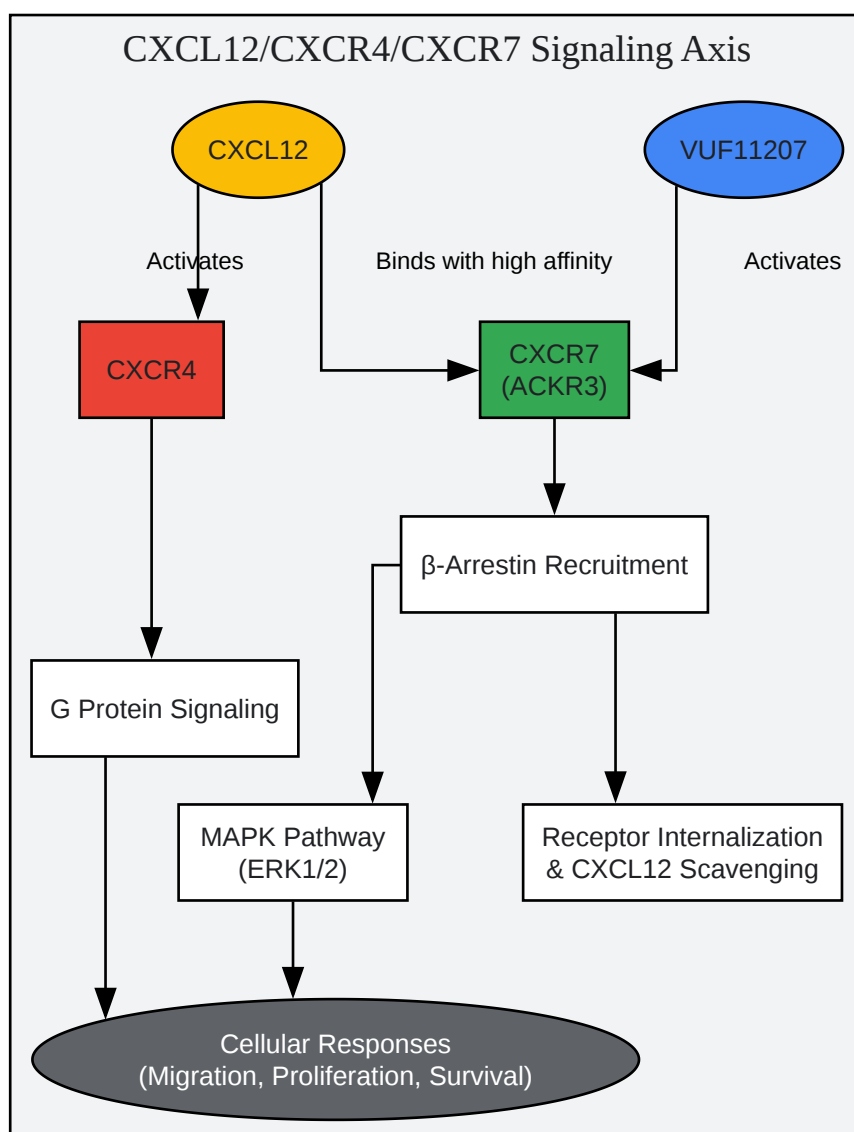 CXCL12/CXCR4/CXCR7 Signaling Axis
CXCL12
VUF11207
Activates
Binds with high affinity
Activates
CXCR4
CXCR7
(ACKR3)
β-Arrestin Recruitment
G Protein Signaling
MAPK Pathway
(ERK1/2)
Receptor Internalization
& CXCL12 Scavenging
Cellular Responses
(Migration, Proliferation, Survival)